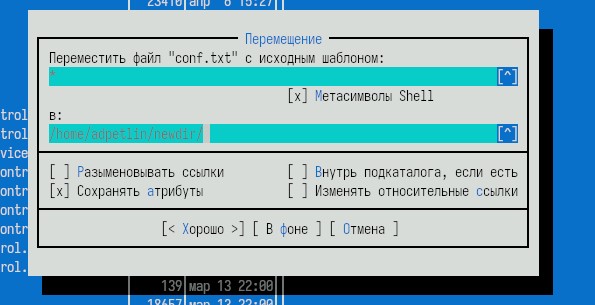 23410 апр 6 15:27
Перемещение
Переместить файл "conf.txt" с исходным шаблоном:
* [^]
[x] Метасимволы Shell
в:
/home/adpetlin/newdir/ [^]
[ ] Разыменовывать ссылки [ ] Внутрь подкаталога, если есть
[x] Сохранять атрибуты [ ] Изменять относительные ссылки
[< Хорошо >] [ В фоне ] [ Отмена ]
trol
trol
vice
ontr
ontr
ontr
ontr
rol.
rol.
139 мар 13 22:00
18657 мар 13 22:00